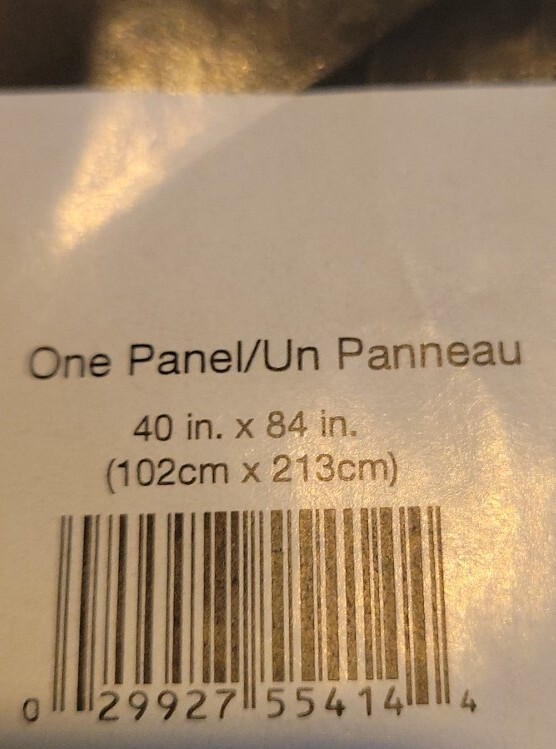 One Panel/Un Panneau
40 in. x 84 in.
(102cm x 213cm)
0 29927 55414 4